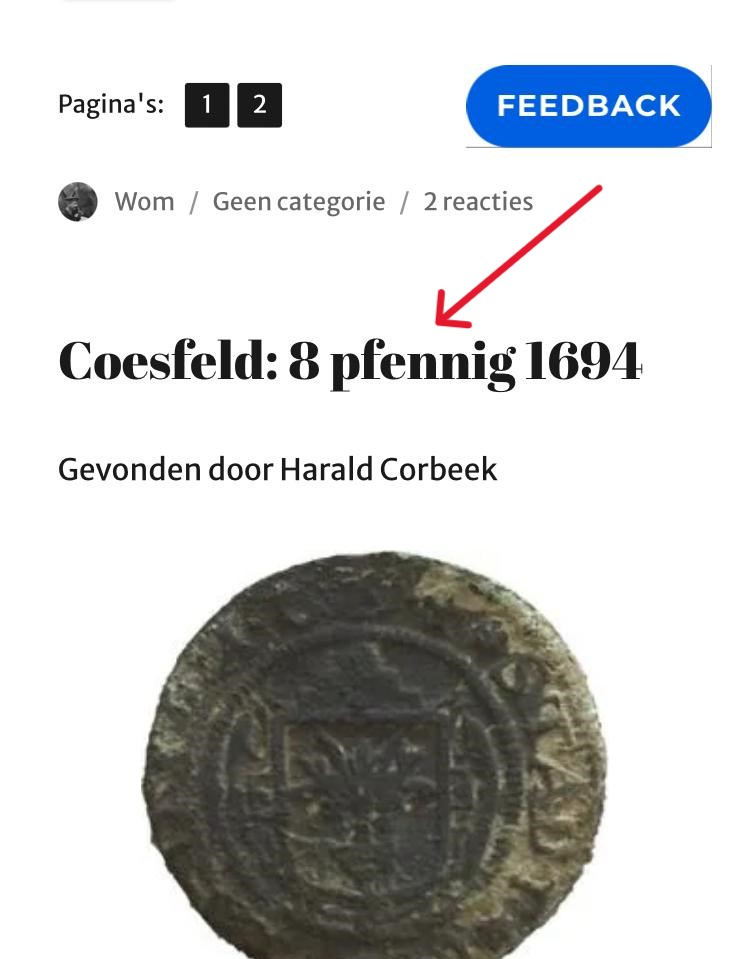 Pagina's: 1 2
FEEDBACK
Wom / Geen categorie / 2 reacties
Coesfeld: 8 pfennig 1694
Gevonden door Harald Corbeek